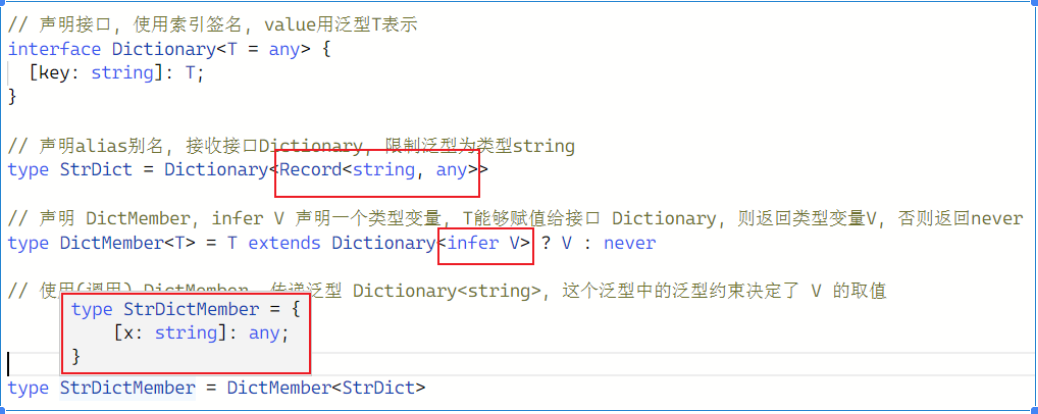 // 声明接口, 使用索引签名, value用泛型T表示
interface Dictionary<T = any> {
[key: string]: T;
}
// 声明alias别名, 接收接口Dictionary, 限制泛型为类型string
type StrDict = Dictionary<Record<string, any>>
// 声明 DictMember, infer V 声明一个类型变量, T能够赋值给接口 Dictionary, 则返回类型变量V, 否则返回never
type DictMember<T> = T extends Dictionary<infer V> ? V : never
// 使用(调用) DictMember, 传递泛型 Dictionary<string>, 这个泛型中的泛型约束决定了 V 的取值
type StrDictMember = {
[x: string]: any;
}
type StrDictMember = DictMember<StrDict>